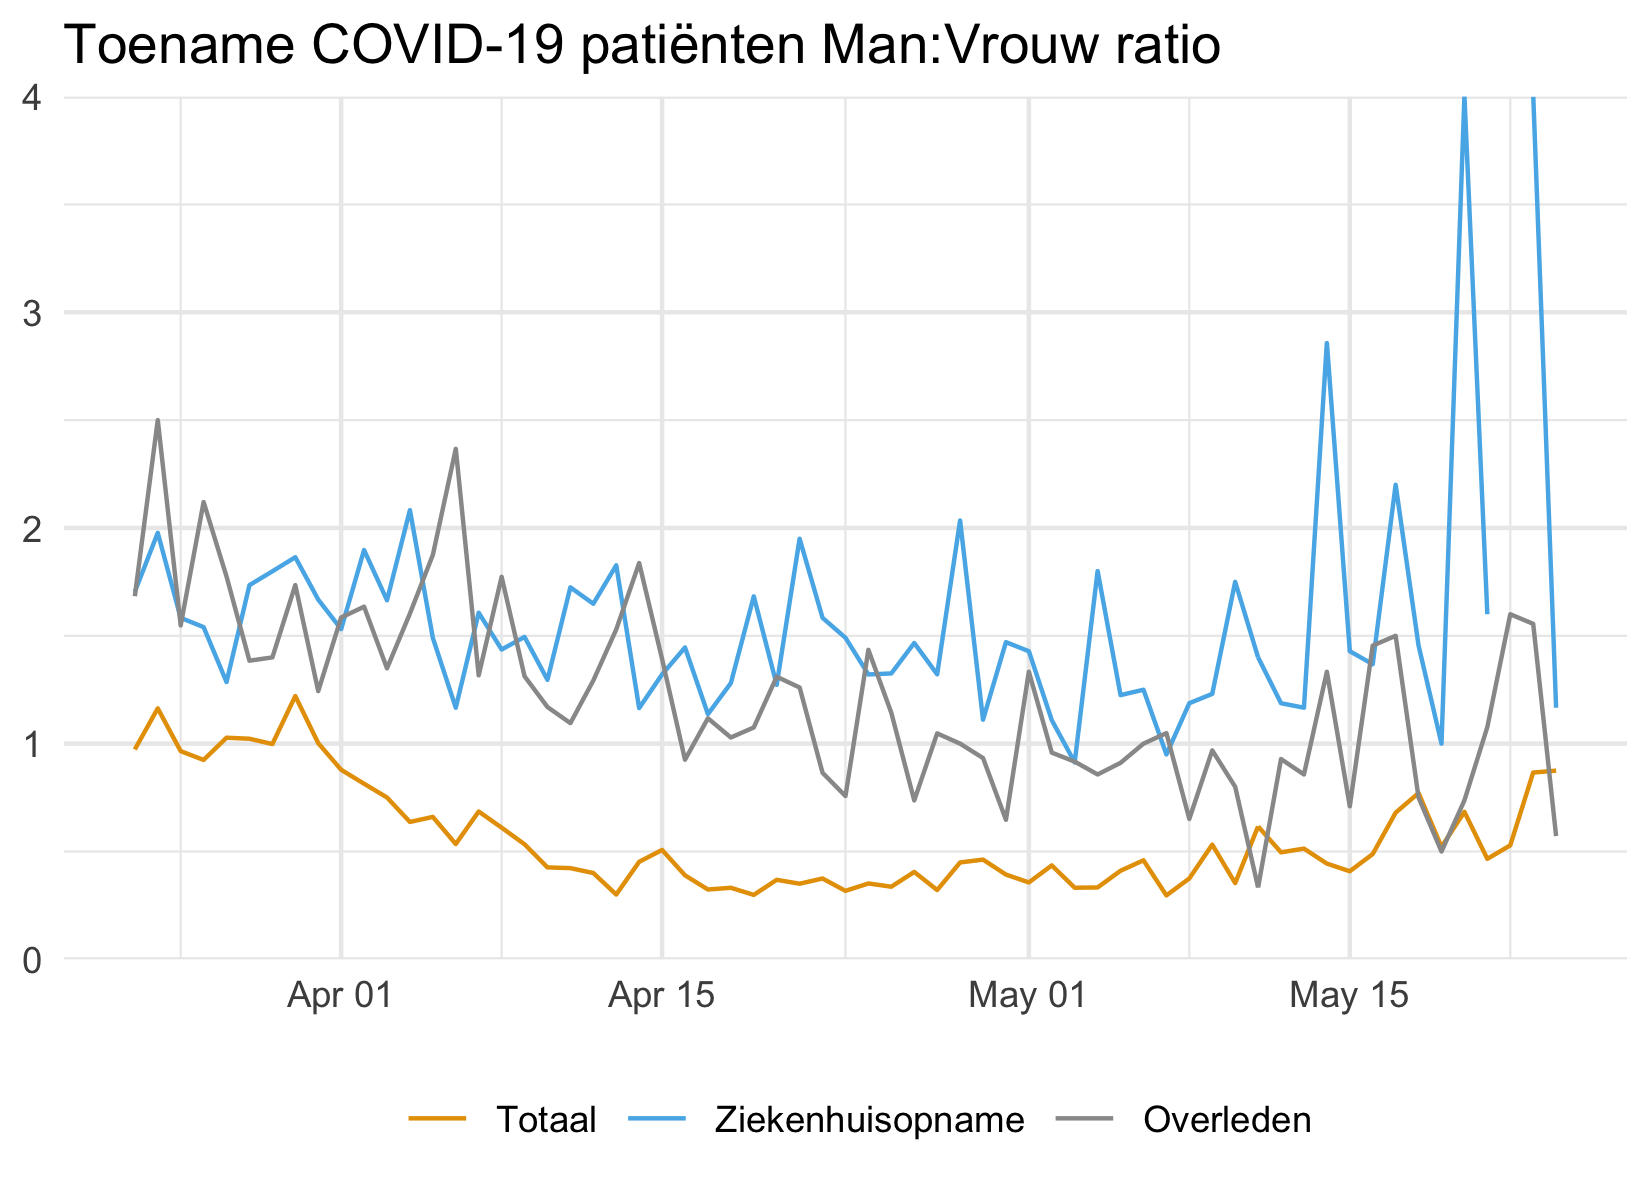 Toename COVID-19 patiënten Man:Vrouw ratio
4
3
2
1
0
Apr 01 Apr 15 May 01 May 15
Totaal Ziekenhuisopname Overleden